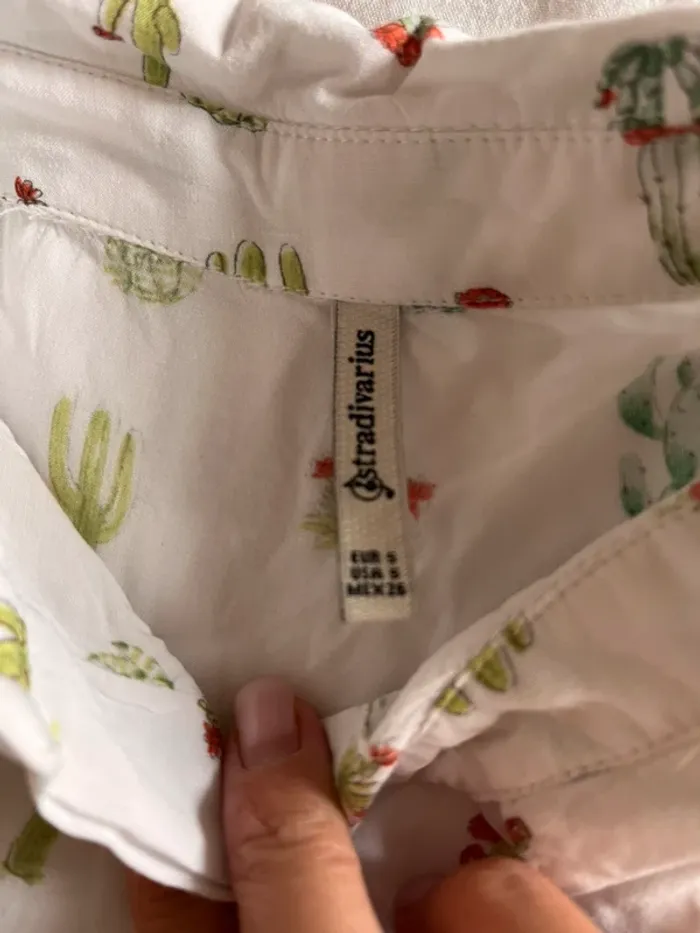 stradivarius
EUR S
USA S
MEX 26